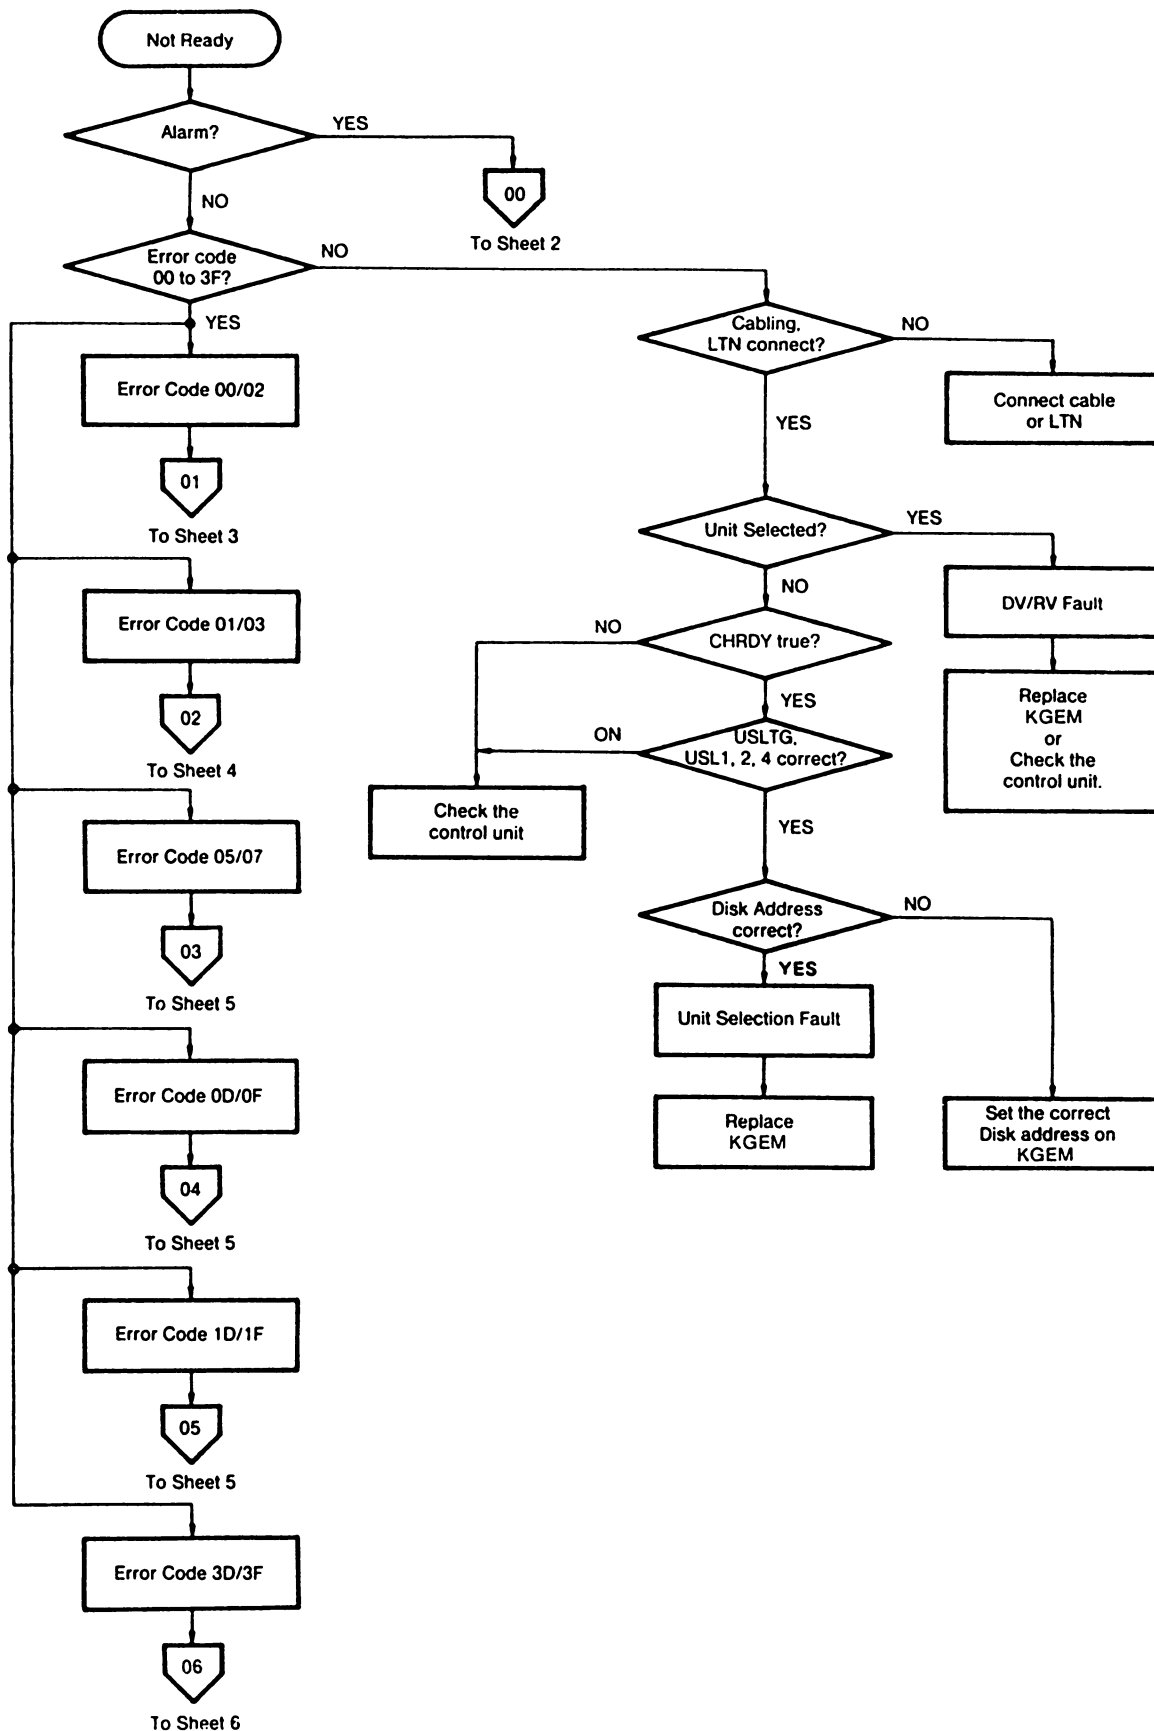 Not Ready
Alarm?
YES
00
To Sheet 2
NO
Error code
00 to 3F?
NO
YES
Error Code 00/02
01
To Sheet 3
Error Code 01/03
02
To Sheet 4
Error Code 05/07
03
To Sheet 5
Error Code 0D/0F
04
To Sheet 5
Error Code 1D/1F
05
To Sheet 5
Error Code 3D/3F
06
To Sheet 6
Cabling,
LTN connect?
NO
Connect cable
or LTN
YES
Unit Selected?
YES
DV/RV Fault
Replace
KGEM
or
Check the
control unit.
NO
CHRDY true?
NO
YES
USLTG,
USL1, 2, 4 correct?
ON
Check the
control unit
YES
Disk Address
correct?
NO
YES
Unit Selection Fault
Replace
KGEM
Set the correct
Disk address on
KGEM